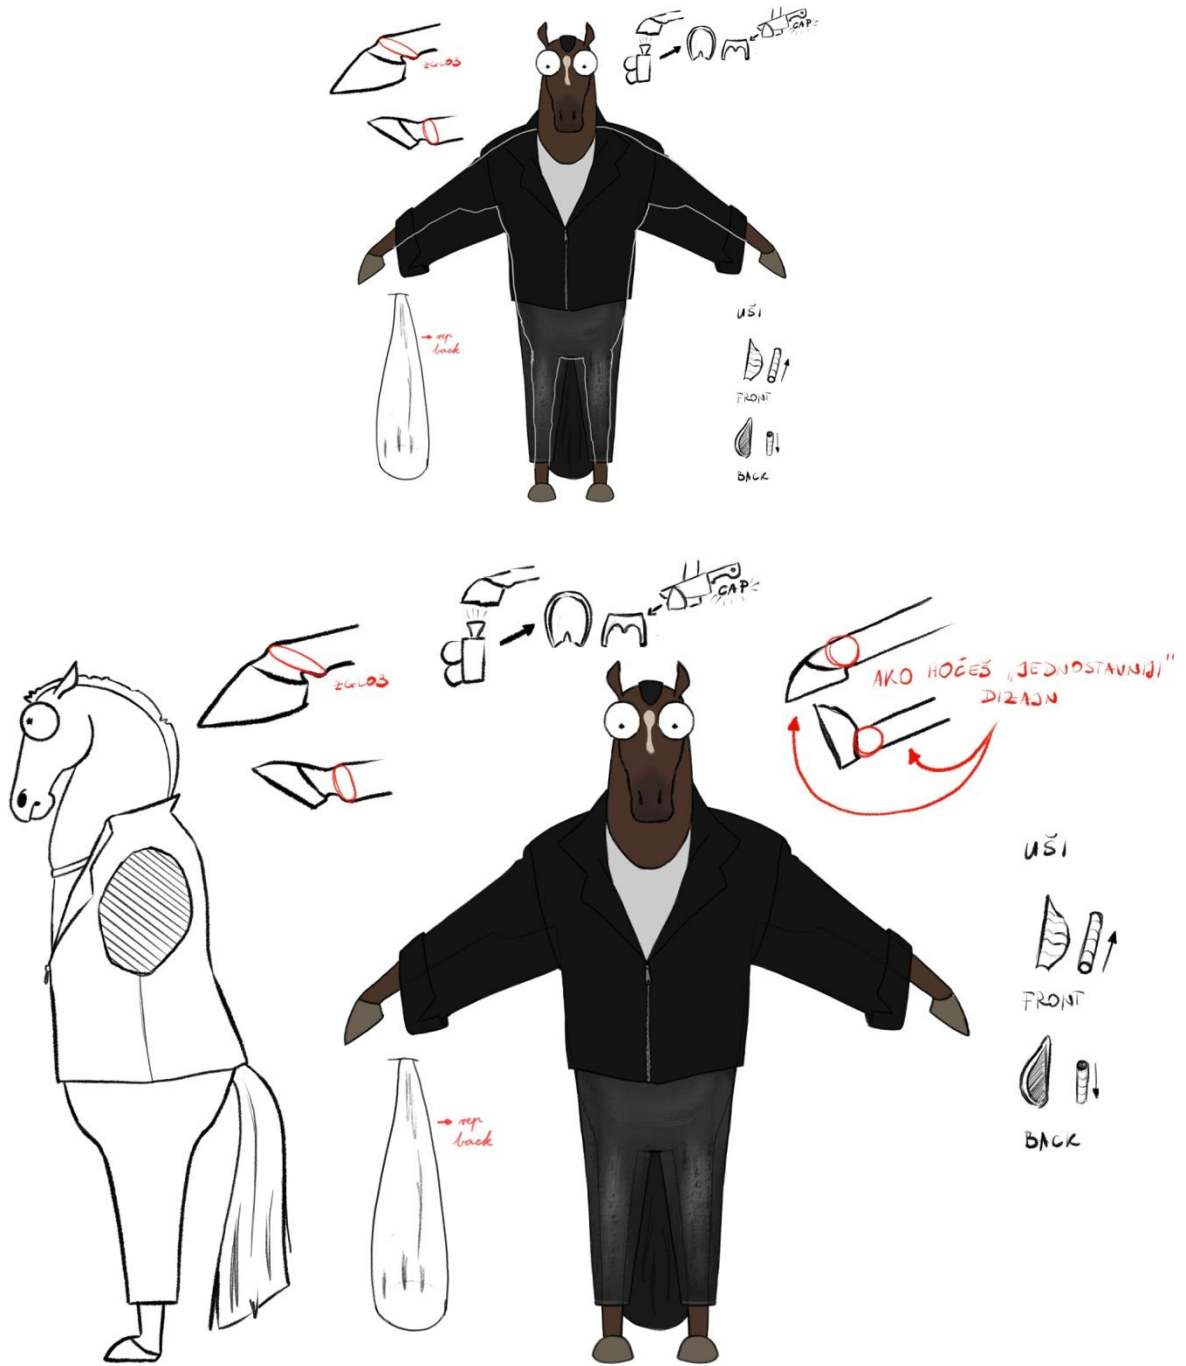 CAP
ZGLOB
→ rep
back
UŠI
FRONT
BACK
CAP
ZGLOB
AKO HOĆEŠ „JEDNOSTAVNIJI"
DIZAJN
UŠI
FRONT
→ rep
back
BACK